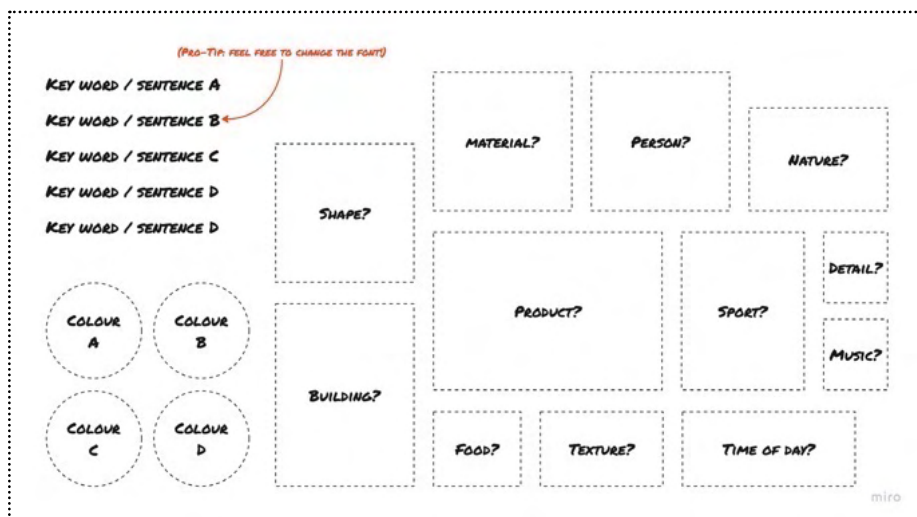 (Pro-Tip: feel free to change the font!)
Key word / sentence A
Key word / sentence B
Key word / sentence C
Key word / sentence D
Key word / sentence D
Colour
A
Colour
B
Colour
C
Colour
D
Shape?
Building?
Material?
Person?
Nature?
Product?
Sport?
Detail?
Music?
Food?
Texture?
Time of day?
miro